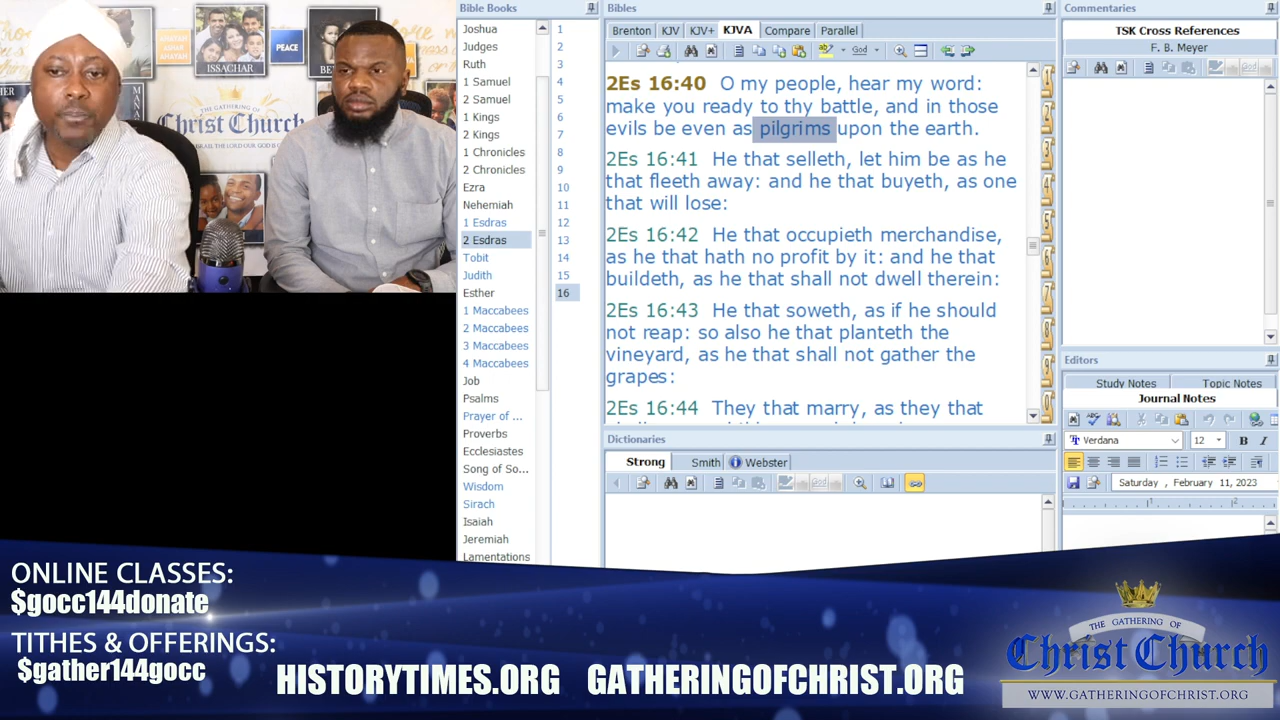 ISSACHAR
PEACE
THE GATHERING OF
Christ Church
Bible Books
Joshua
Judges
Ruth
1 Samuel
2 Samuel
1 Kings
2 Kings
1 Chronicles
2 Chronicles
Ezra
Nehemiah
1 Esdras
2 Esdras
Tobit
Judith
Esther
1 Maccabees
2 Maccabees
3 Maccabees
4 Maccabees
Job
Psalms
Prayer of ...
Proverbs
Ecclesiastes
Song of So...
Wisdom
Sirach
Isaiah
Jeremiah
Lamentations
1
2
3
4
5
6
7
8
9
10
11
12
13
14
15
16
Bibles
Brenton KJV KJV+ KJVA Compare Parallel
God
2Es 16:40 O my people, hear my word:
make you ready to thy battle, and in those
evils be even as pilgrims upon the earth.
2Es 16:41 He that selleth, let him be as he
that fleeth away: and he that buyeth, as one
that will lose:
2Es 16:42 He that occupieth merchandise,
as he that hath no profit by it: and he that
buildeth, as he that shall not dwell therein:
2Es 16:43 He that soweth, as if he should
not reap: so also he that planteth the
vineyard, as he that shall not gather the
grapes:
2Es 16:44 They that marry, as they that
Dictionaries
Strong Smith Webster
Commentaries
TSK Cross References
F. B. Meyer
Editors
Study Notes Topic Notes
Journal Notes
Verdana 12 B I
Saturday , February 11, 2023
1 2
ONLINE CLASSES:
$gocc144donate
TITHES & OFFERINGS:
$gather144gocc
HISTORYTIMES.ORG GATHERINGOFCHRIST.ORG
THE GATHERING OF
Christ Church
WWW.GATHERINGOFCHRIST.ORG